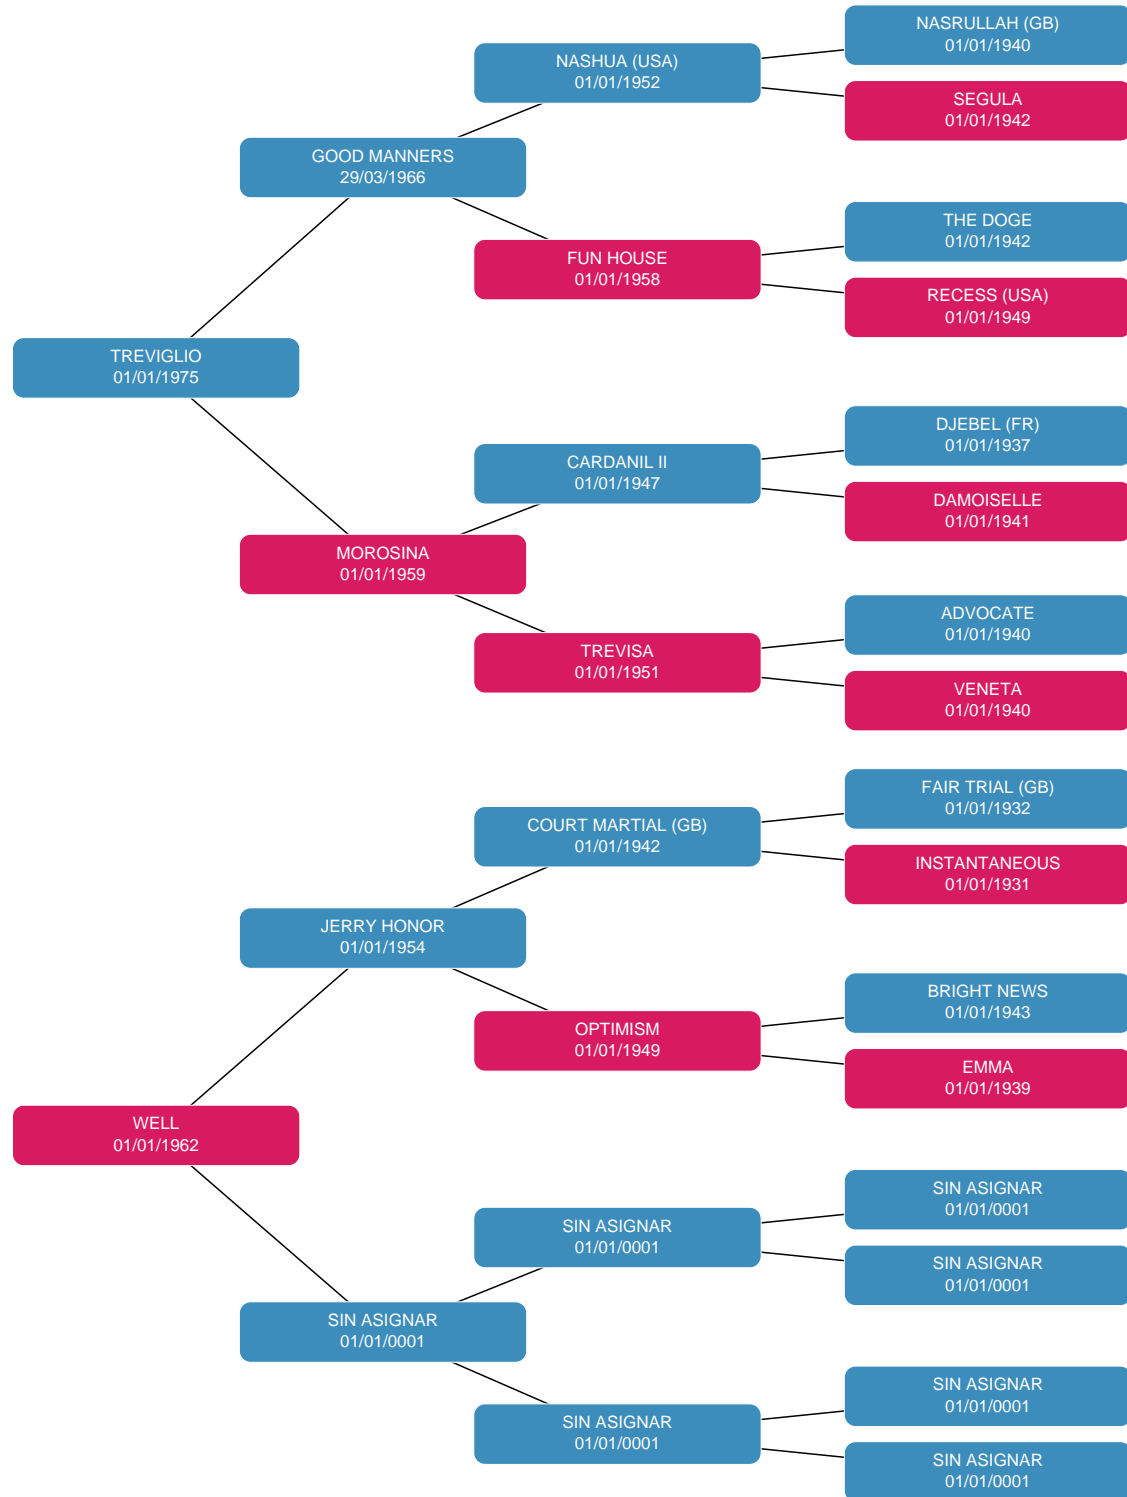 NASRULLAH (GB)
01/01/1940
NASHUA (USA)
01/01/1952
SEGULA
01/01/1942
GOOD MANNERS
29/03/1966
THE DOGE
01/01/1942
FUN HOUSE
01/01/1958
RECESS (USA)
01/01/1949
TREVIGLIO
01/01/1975
DJEBEL (FR)
01/01/1937
CARDANIL II
01/01/1947
DAMOISELLE
01/01/1941
MOROSINA
01/01/1959
ADVOCATE
01/01/1940
TREVISA
01/01/1951
VENETA
01/01/1940
FAIR TRIAL (GB)
01/01/1932
COURT MARTIAL (GB)
01/01/1942
INSTANTANEOUS
01/01/1931
JERRY HONOR
01/01/1954
BRIGHT NEWS
01/01/1943
OPTIMISM
01/01/1949
EMMA
01/01/1939
WELL
01/01/1962
SIN ASIGNAR
01/01/0001
SIN ASIGNAR
01/01/0001
SIN ASIGNAR
01/01/0001
SIN ASIGNAR
01/01/0001
SIN ASIGNAR
01/01/0001
SIN ASIGNAR
01/01/0001
SIN ASIGNAR
01/01/0001